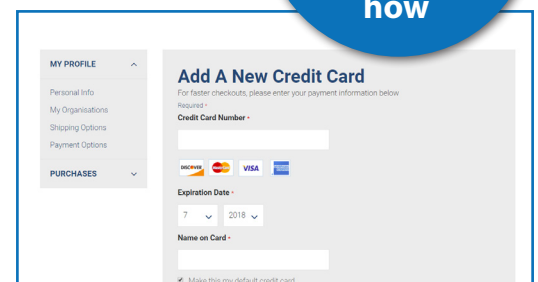 now
MY PROFILE
Personal Info
My Organisations
Shipping Options
Payment Options
PURCHASES
Add A New Credit Card
For faster checkouts, please enter your payment information below
Required •
Credit Card Number •
DISCOVER MasterCard VISA
Expiration Date •
7 2018
Name on Card •
Make this my default credit card